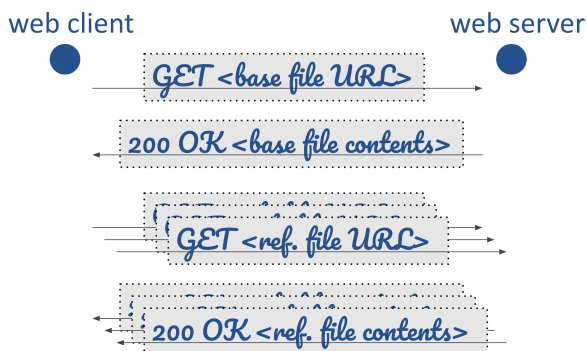 web client
web server
GET <base file URL>
200 OK <base file contents>
GET <ref. file URL>
200 OK <ref. file contents>